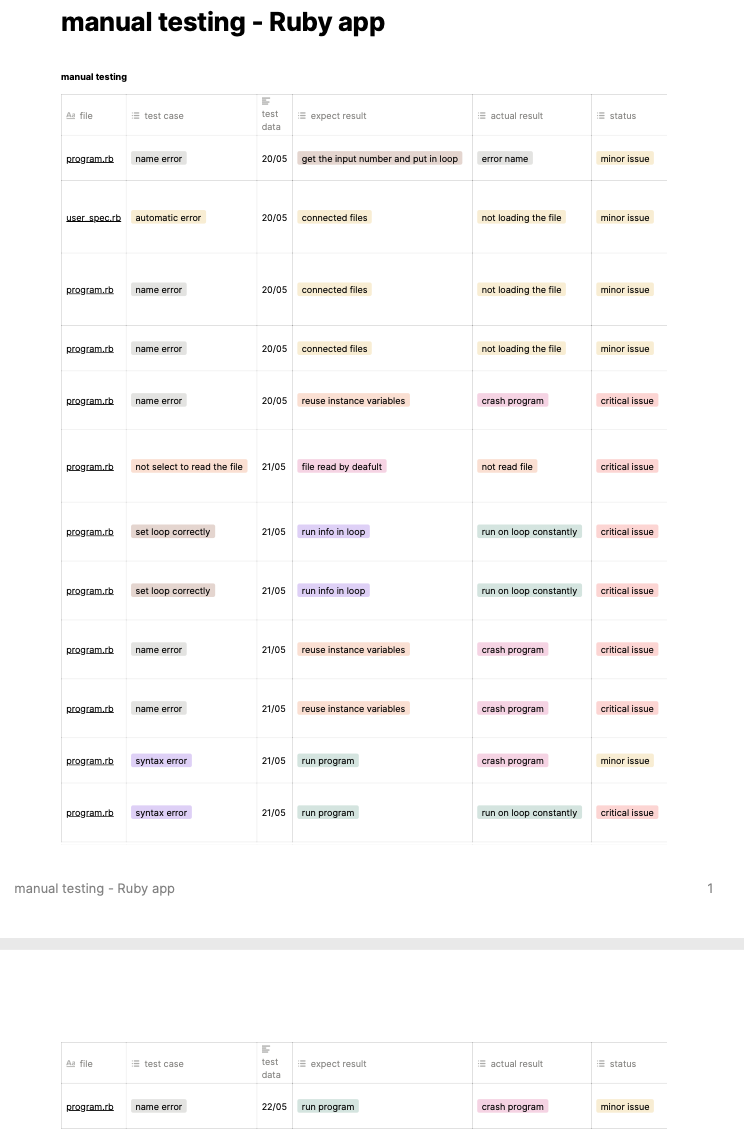 manual testing - Ruby app
manual testing
Aa file test case test data expect result actual result status
program.rb name error 20/05 get the input number and put in loop error name minor issue
user_spec.rb automatic error 20/05 connected files not loading the file minor issue
program.rb name error 20/05 connected files not loading the file minor issue
program.rb name error 20/05 connected files not loading the file minor issue
program.rb name error 20/05 reuse instance variables crash program critical issue
program.rb not select to read the file 21/05 file read by deafult not read file critical issue
program.rb set loop correctly 21/05 run info in loop run on loop constantly critical issue
program.rb set loop correctly 21/05 run info in loop run on loop constantly critical issue
program.rb name error 21/05 reuse instance variables crash program critical issue
program.rb name error 21/05 reuse instance variables crash program critical issue
program.rb syntax error 21/05 run program crash program minor issue
program.rb syntax error 21/05 run program run on loop constantly critical issue
manual testing - Ruby app 1
Aa file test case test data expect result actual result status
program.rb name error 22/05 run program crash program minor issue